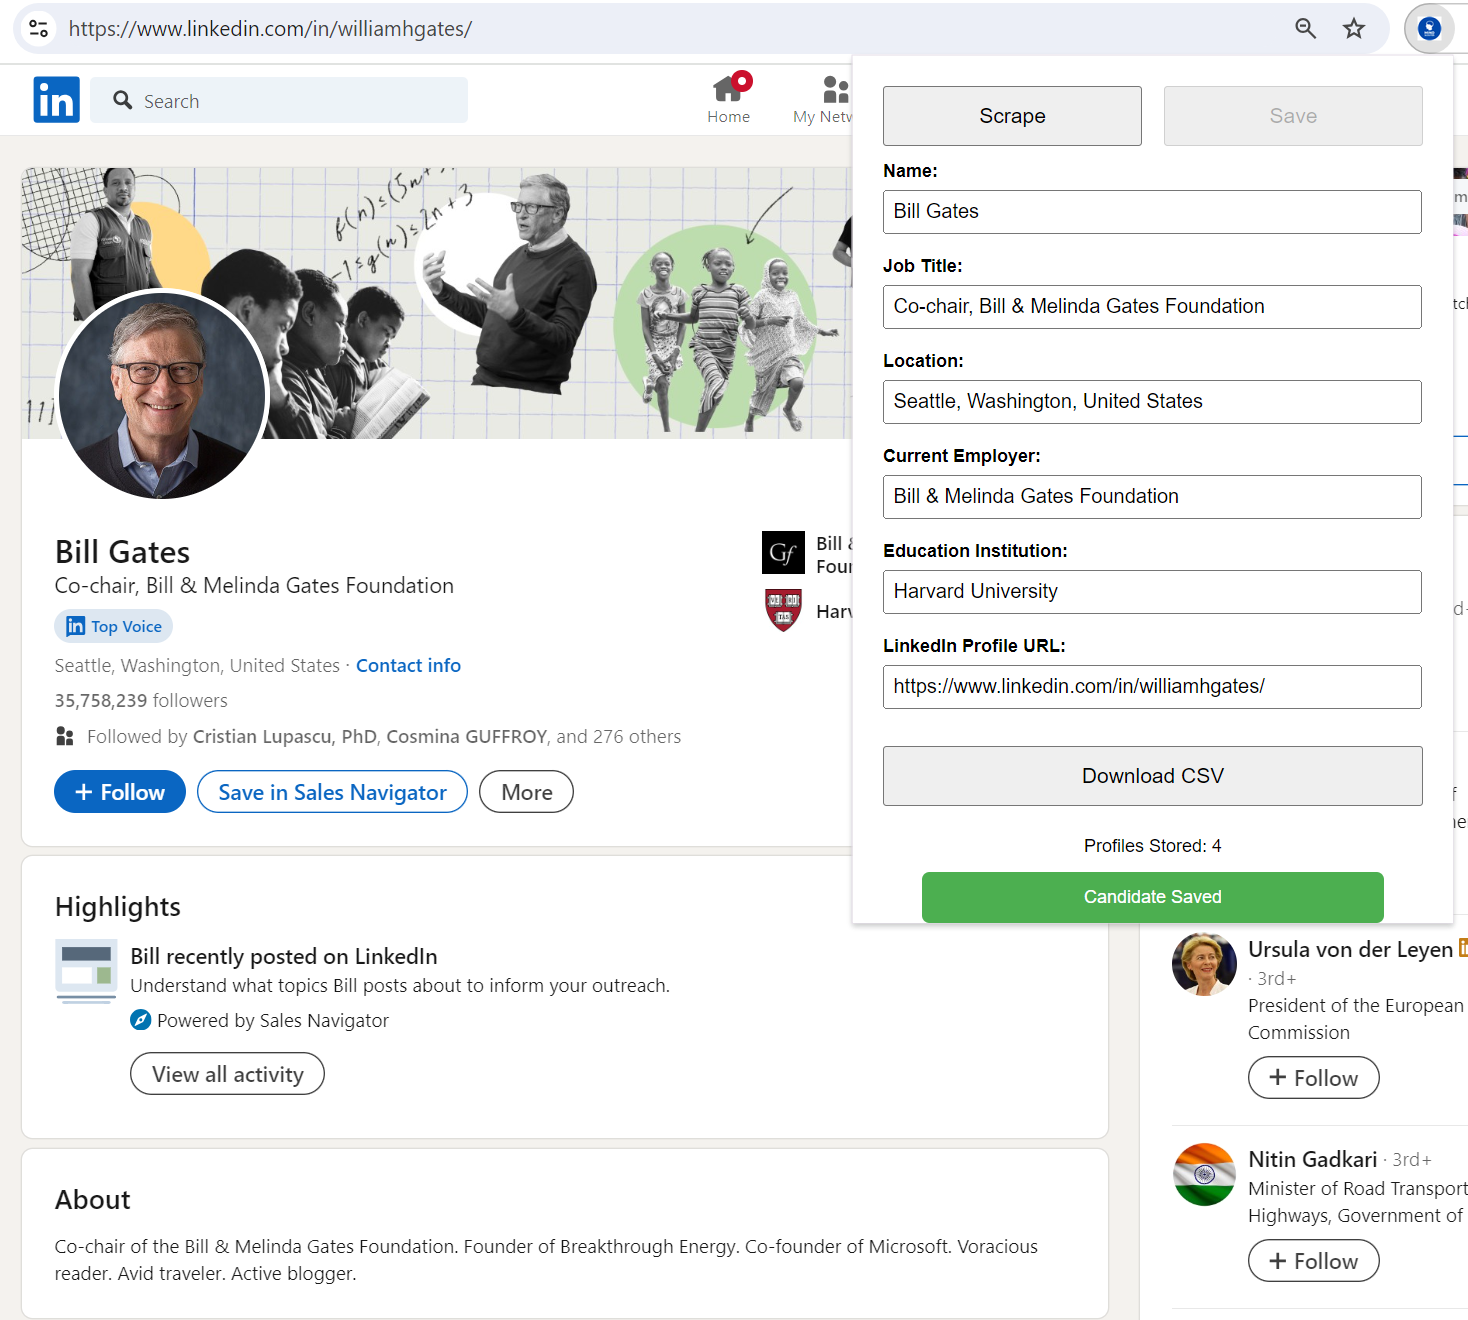 https://www.linkedin.com/in/williamhgates/
in
Search
Home
My Netw
f(n)≤(5n+
-1≤g(n)≤2n+3
Bill Gates
Co-chair, Bill & Melinda Gates Foundation
in Top Voice
Seattle, Washington, United States · Contact info
35,758,239 followers
Followed by Cristian Lupascu, PhD, Cosmina GUFFROY, and 276 others
+ Follow
Save in Sales Navigator
More
Gf
Bill &
Foun
Harv
Highlights
Bill recently posted on LinkedIn
Understand what topics Bill posts about to inform your outreach.
Powered by Sales Navigator
View all activity
About
Co-chair of the Bill & Melinda Gates Foundation. Founder of Breakthrough Energy. Co-founder of Microsoft. Voracious
reader. Avid traveler. Active blogger.
Scrape
Save
Name:
Bill Gates
Job Title:
Co-chair, Bill & Melinda Gates Foundation
Location:
Seattle, Washington, United States
Current Employer:
Bill & Melinda Gates Foundation
Education Institution:
Harvard University
LinkedIn Profile URL:
https://www.linkedin.com/in/williamhgates/
Download CSV
Profiles Stored: 4
Candidate Saved
Ursula von der Leyen
· 3rd+
President of the European
Commission
+ Follow
Nitin Gadkari · 3rd+
Minister of Road Transport
Highways, Government of
+ Follow